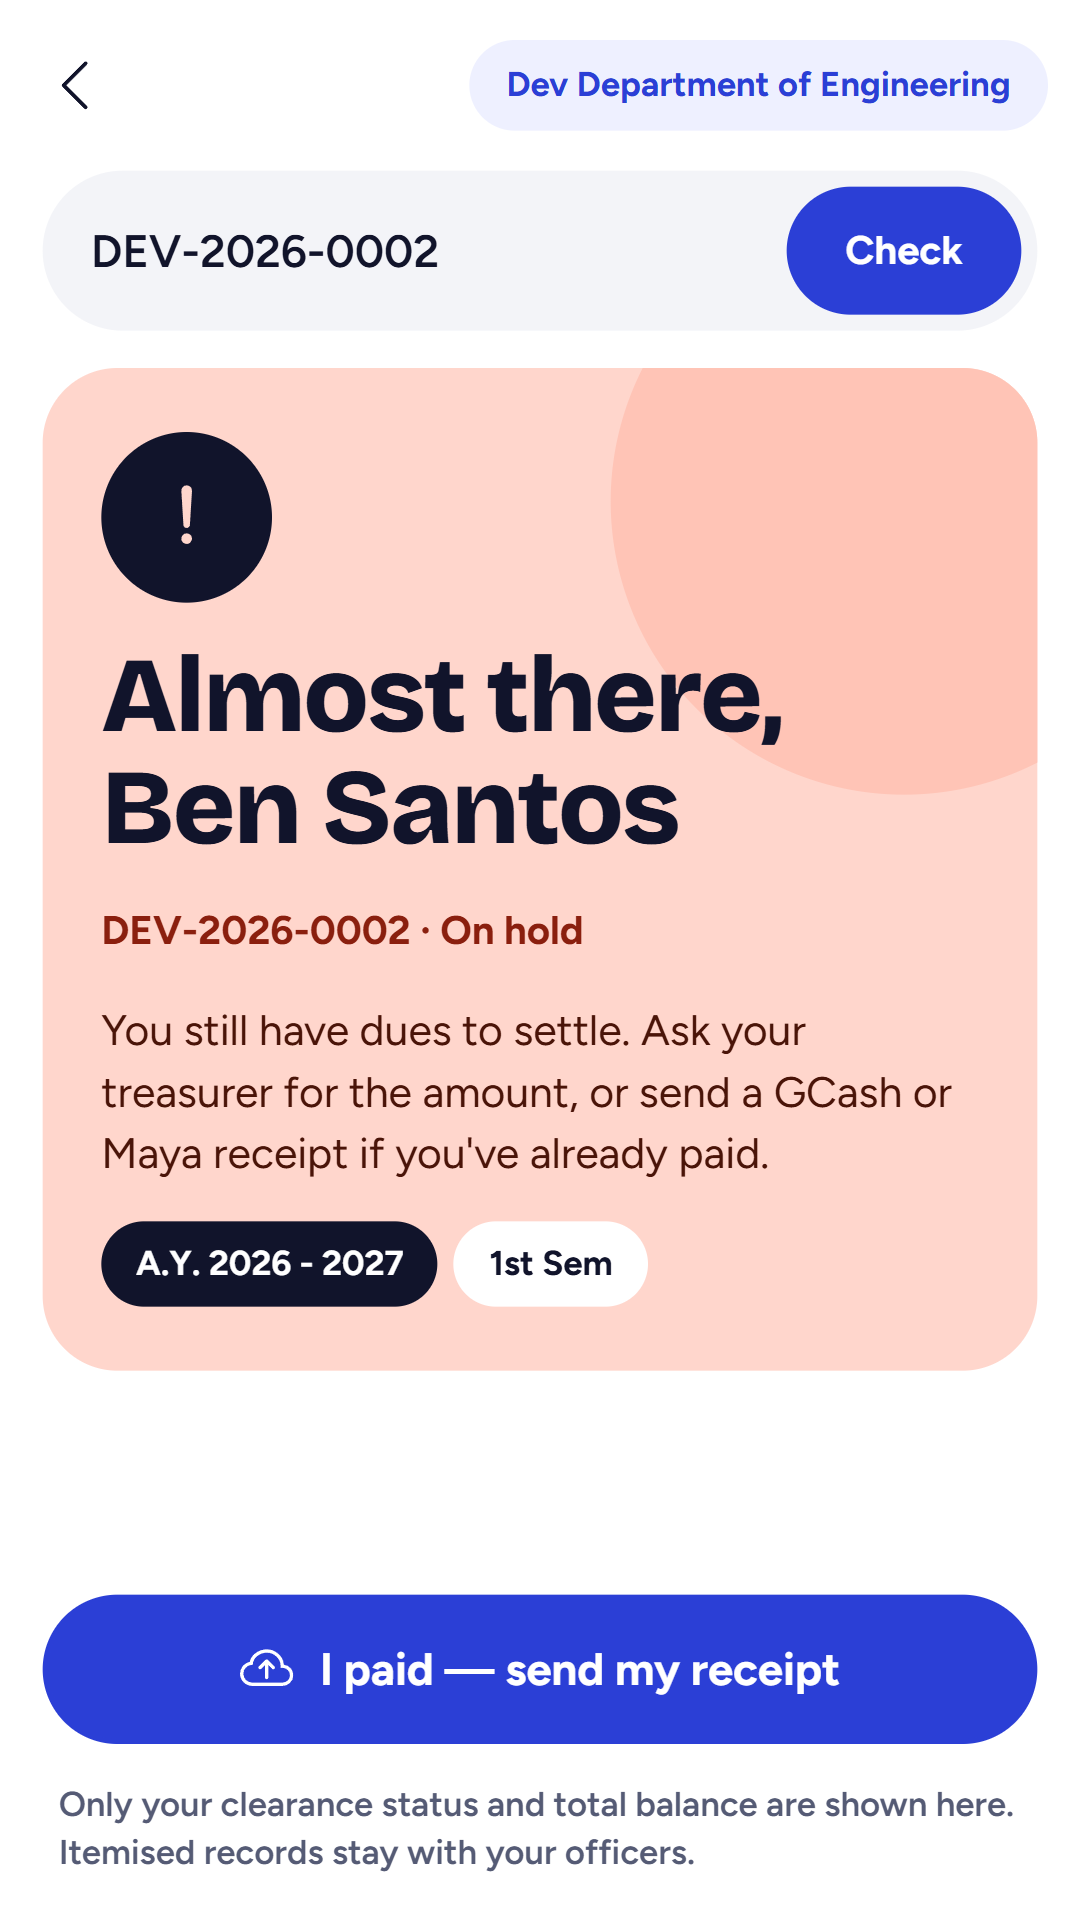 Dev Department of Engineering
DEV-2026-0002
Check
!
Almost there,
Ben Santos
DEV-2026-0002 · On hold
You still have dues to settle. Ask your
treasurer for the amount, or send a GCash or
Maya receipt if you've already paid.
A.Y. 2026 - 2027
1st Sem
I paid — send my receipt
Only your clearance status and total balance are shown here.
Itemised records stay with your officers.